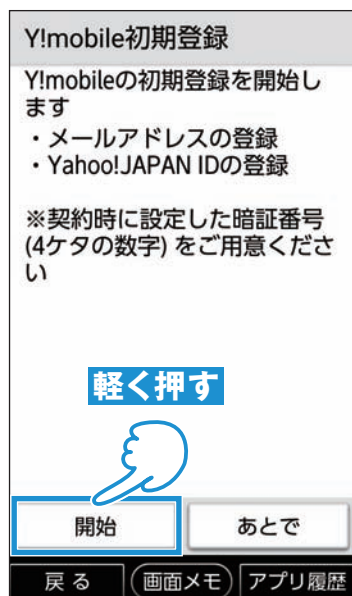 Y!mobile初期登録
Y!mobileの初期登録を開始し
ます
・メールアドレスの登録
・Yahoo!JAPAN IDの登録
※契約時に設定した暗証番号
(4ケタの数字) をご用意くださ
い
軽く押す
開始 あとで
戻る 画面メモ アプリ履歴